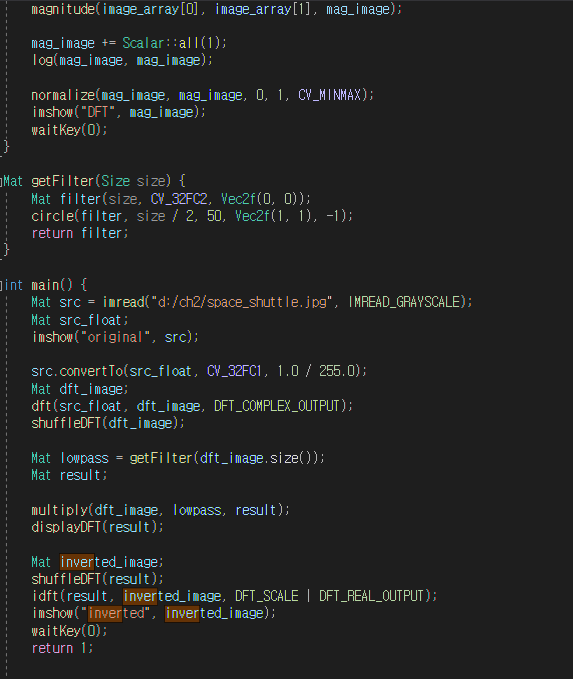 magnitude(image_array[0], image_array[1], mag_image);
mag_image += Scalar::all(1);
log(mag_image, mag_image);
normalize(mag_image, mag_image, 0, 1, CV_MINMAX);
imshow("DFT", mag_image);
waitKey(0);
}
Mat getFilter(Size size) {
Mat filter(size, CV_32FC2, Vec2f(0, 0));
circle(filter, size / 2, 50, Vec2f(1, 1), -1);
return filter;
}
int main() {
Mat src = imread("d:/ch2/space_shuttle.jpg", IMREAD_GRAYSCALE);
Mat src_float;
imshow("original", src);
src.convertTo(src_float, CV_32FC1, 1.0 / 255.0);
Mat dft_image;
dft(src_float, dft_image, DFT_COMPLEX_OUTPUT);
shuffleDFT(dft_image);
Mat lowpass = getFilter(dft_image.size());
Mat result;
multiply(dft_image, lowpass, result);
displayDFT(result);
Mat inverted_image;
shuffleDFT(result);
idft(result, inverted_image, DFT_SCALE | DFT_REAL_OUTPUT);
imshow("inverted", inverted_image);
waitKey(0);
return 1;